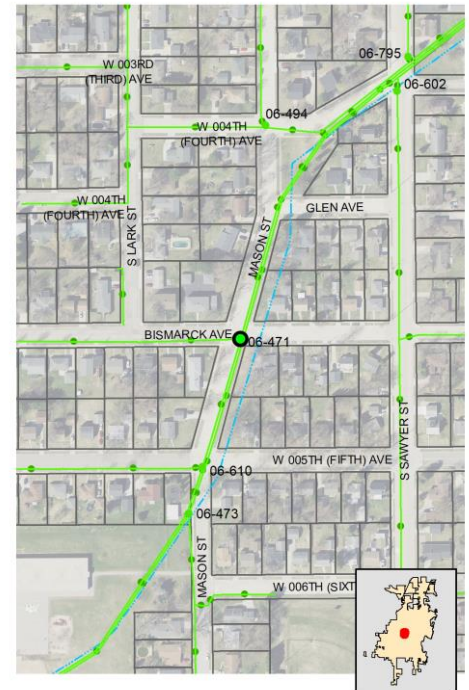 W 003RD
(THIRD) AVE
06-795
06-602
06-494
W 004TH
(FOURTH) AVE
W 004TH
(FOURTH) AVE
GLEN AVE
S LARK ST
MASON ST
BISMARCK AVE
06-471
S SAWYER ST
W 005TH (FIFTH) AVE
06-610
06-473
MASON ST
W 006TH (SIXT